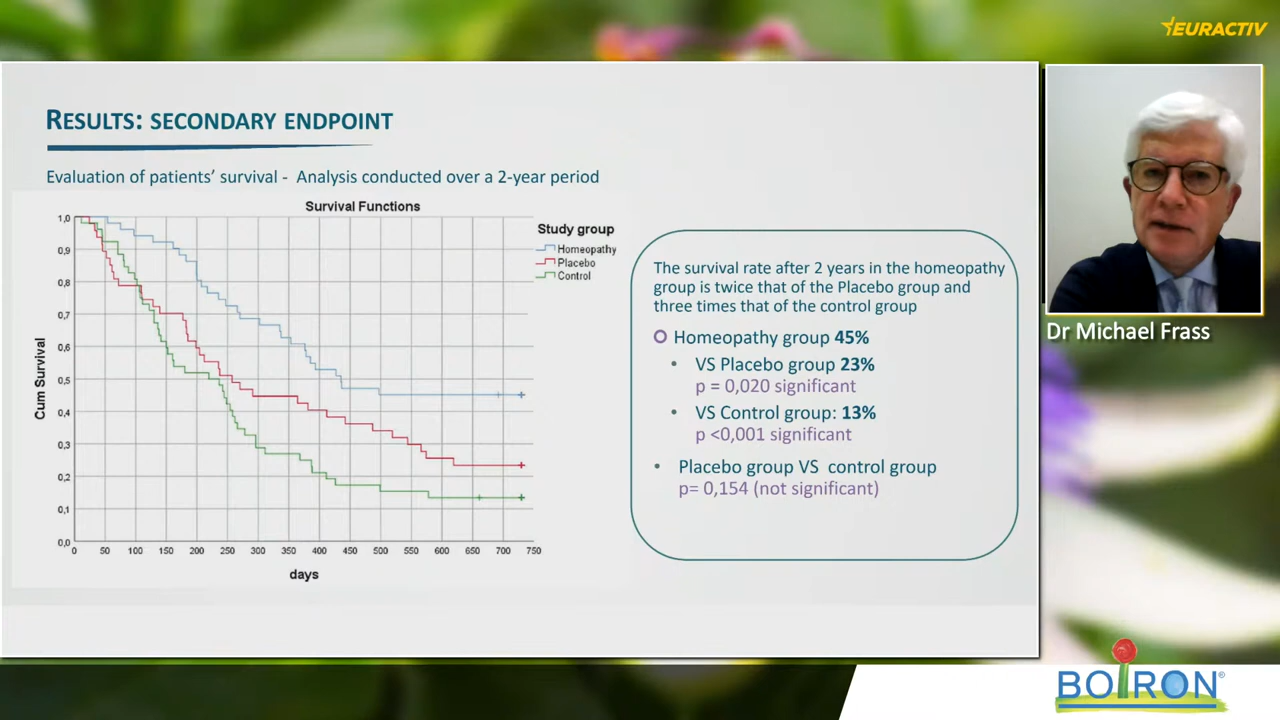 EURACTIV
RESULTS: SECONDARY ENDPOINT
Evaluation of patients' survival - Analysis conducted over a 2-year period
Survival Functions
Study group
Homeopathy
Placebo
Control
Cum Survival
1,0
0,9
0,8
0,7
0,6
0,5
0,4
0,3
0,2
0,1
0,0
0 50 100 150 200 250 300 350 400 450 500 550 600 650 700 750
days
The survival rate after 2 years in the homeopathy
group is twice that of the Placebo group and
three times that of the control group
Homeopathy group 45%
• VS Placebo group 23%
p = 0,020 significant
• VS Control group: 13%
p <0,001 significant
• Placebo group VS control group
p= 0,154 (not significant)
Dr Michael Frass
BOIRON®